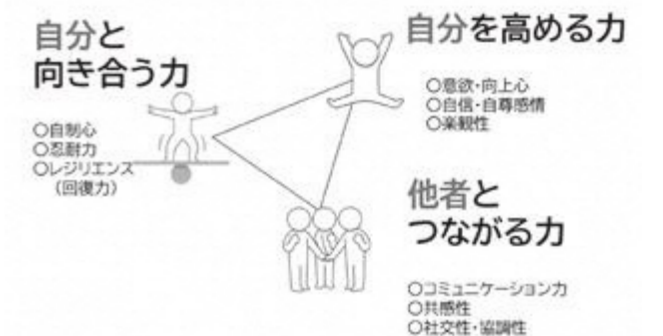 自分と
向き合う力
○自制心
○忍耐力
○レジリエンス
（回復力）
自分を高める力
○意欲・向上心
○自信・自尊感情
○楽観性
他者と
つながる力
○コミュニケーション力
○共感性
○社交性・協調性